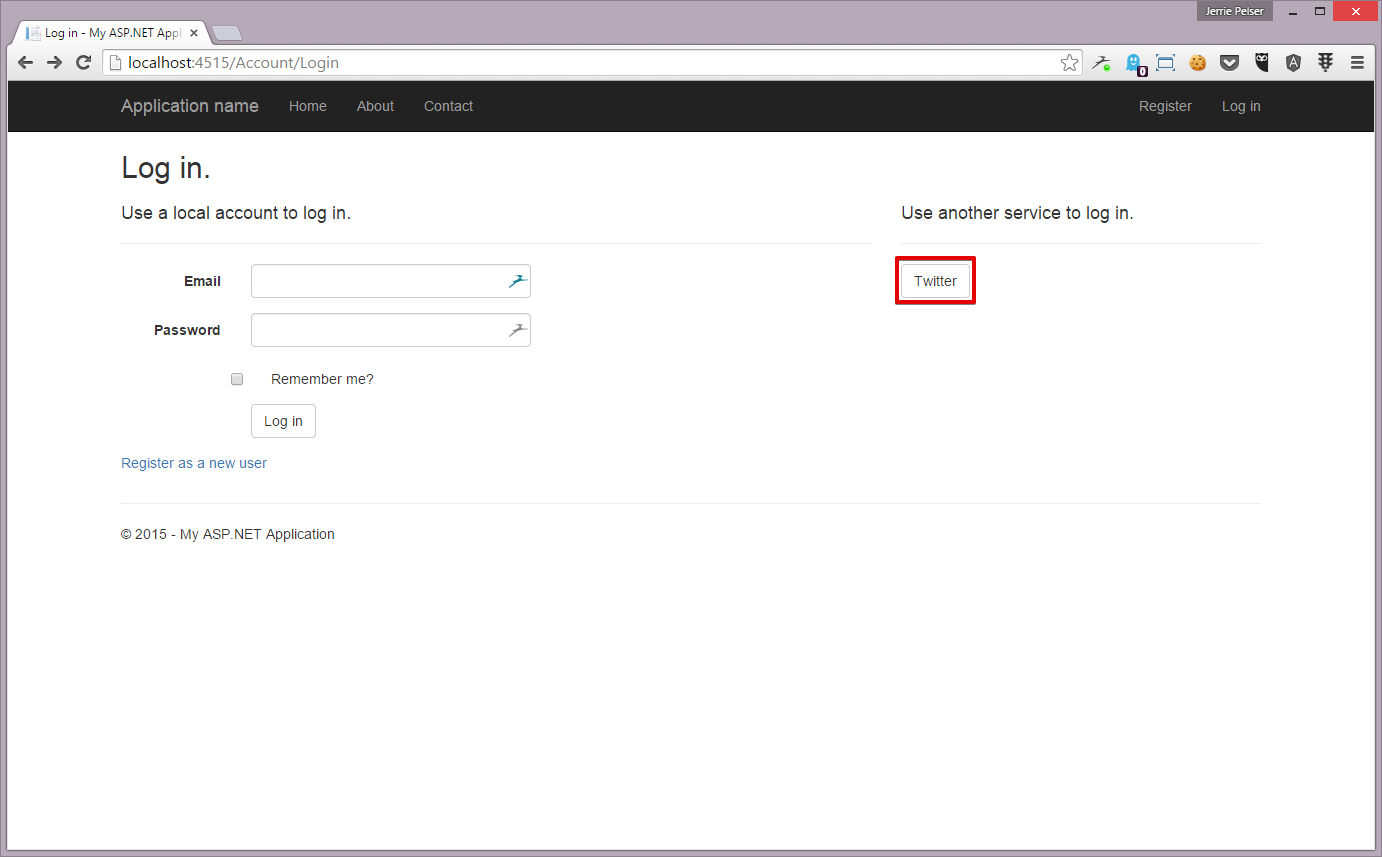 Jerrie Pelser
Log in - My ASP.NET Appl
localhost:4515/Account/Login
0
Application name Home About Contact Register Log in
Log in.
Use a local account to log in.
Use another service to log in.
Email
Twitter
Password
Remember me?
Log in
Register as a new user
© 2015 - My ASP.NET Application